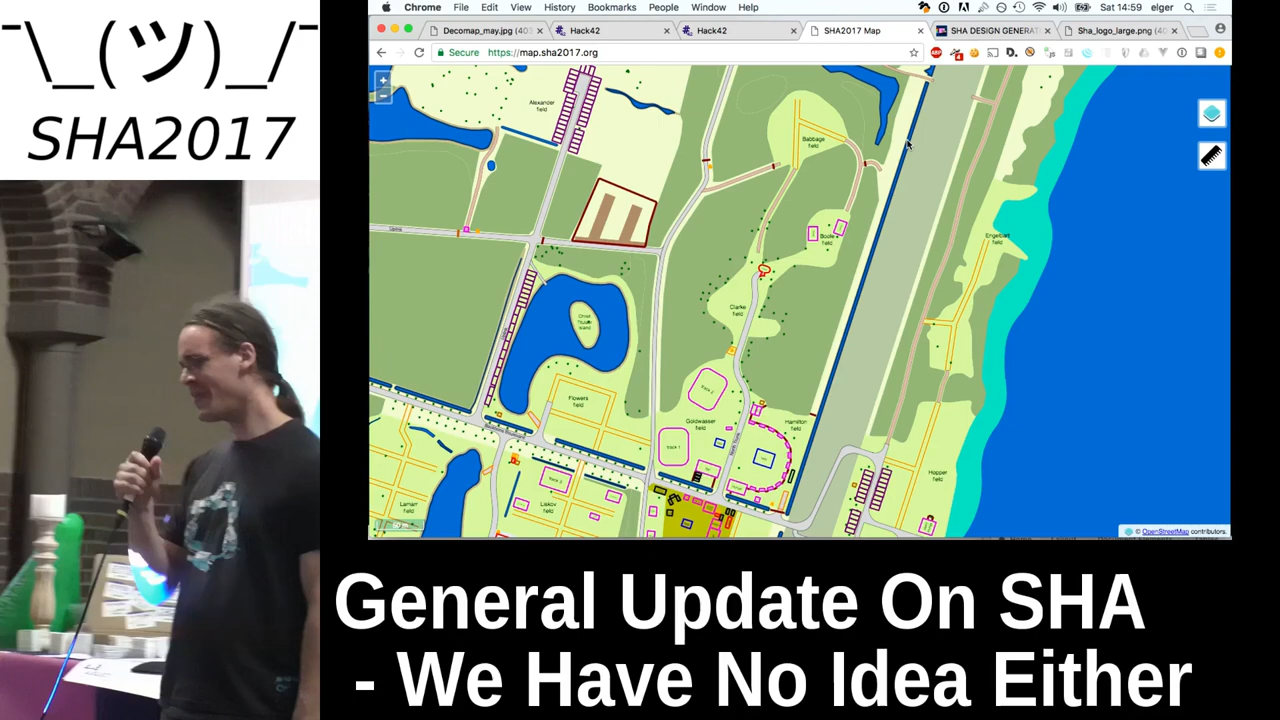 ¯\_(ツ)_/¯
SHA2017
Chrome File Edit View History Bookmarks People Window Help
Sat 14:59 elger
Decomap_may.jpg (40
Hack42
Hack42
SHA2017 Map
SHA DESIGN GENERAT
Sha_logo_large.png (40
Secure https://map.sha2017.org
Alexander
field
Babbage
field
Boole
field
Engelbart
field
Clarke
field
Flowers
field
Goldwasser
field
Hamilton
field
Hopper
field
Lamarr
field
Liskov
field
© OpenStreetMap contributors.
General Update On SHA
- We Have No Idea Either